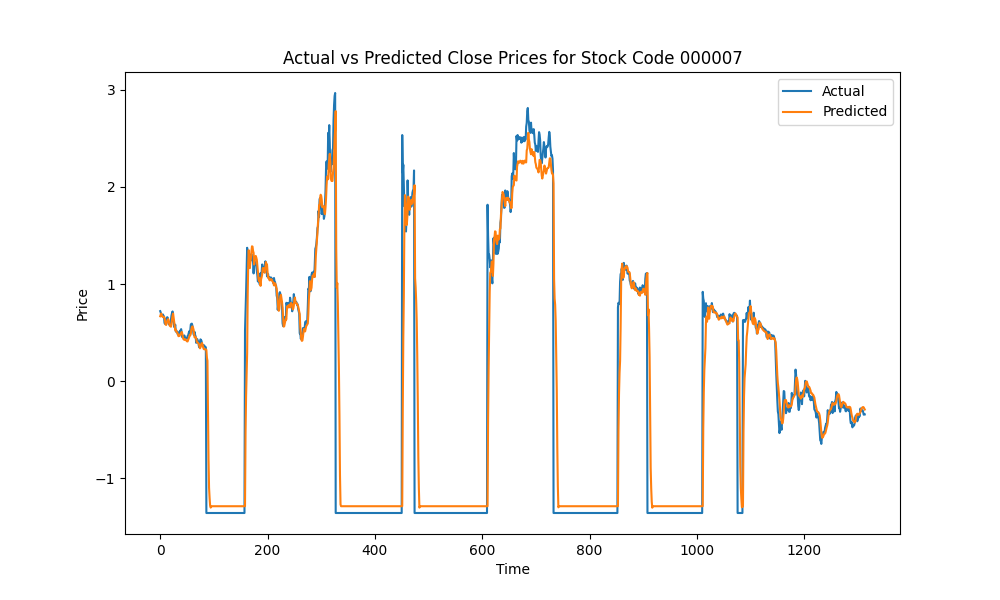 Actual vs Predicted Close Prices for Stock Code 000007
Actual
Predicted
3
2
1
0
−1
Price
0
200
400
600
800
1000
1200
Time